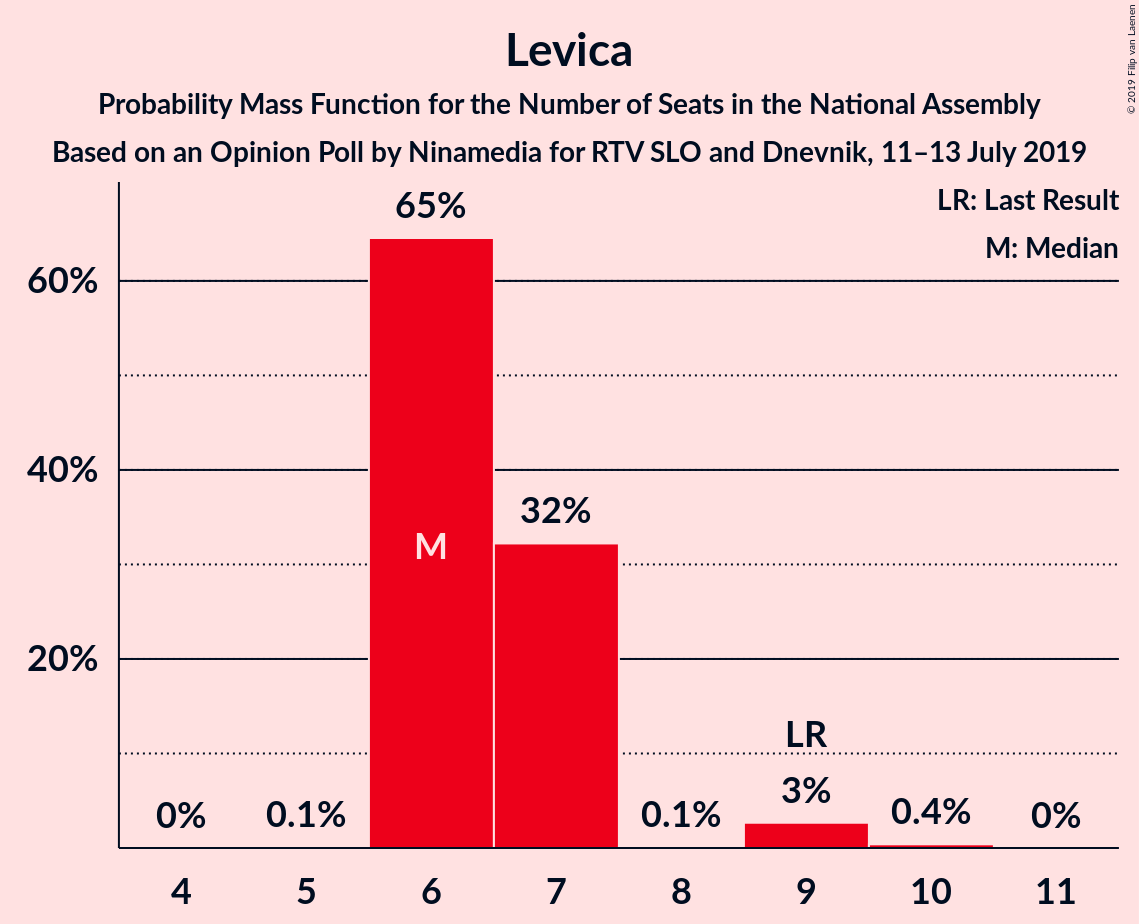 Levica
Probability Mass Function for the Number of Seats in the National Assembly
Based on an Opinion Poll by Ninamedia for RTV SLO and Dnevnik, 11–13 July 2019
© 2019 Filip van Laenen
LR: Last Result
M: Median
65%
60%
40%
32%
M
20%
LR
3%
0%
0.1%
0.1%
0.4%
0%
4 5 6 7 8 9 10 11